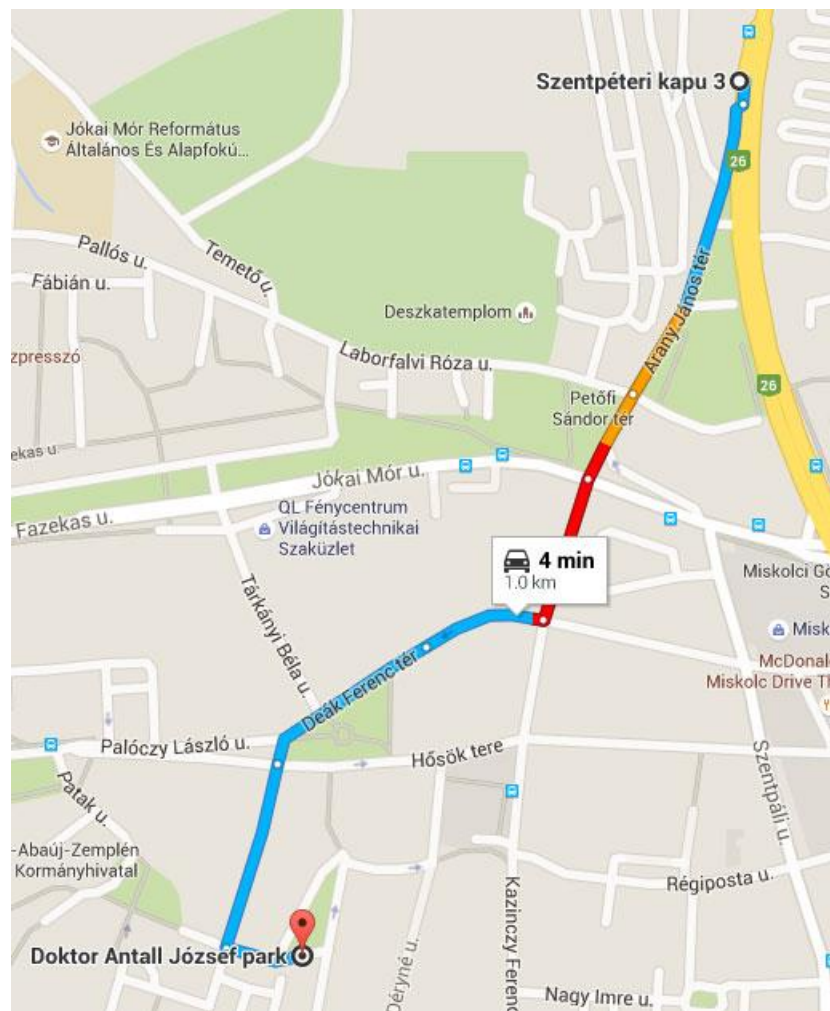 Szentpéteri kapu 3
Jókai Mór Református
Általános És Alapfokú...
26
Pallós u.
Temető u.
Fábián u.
Arany János tér
Deszkatemplom
zpresszó
Laborfalvi Róza u.
26
Petőfi
Sándor tér
ekas u.
Jókai Mór u.
Fazekas u.
QL Fénycentrum
Világítástechnikai
Szaküzlet
4 min
1.0 km
Miskolci Gö
S
Tárkányi Béla u.
Misk
McDonal
Miskolc Drive Th
Deák Ferenc tér
Palóczy László u.
Hősök tere
Szentpáli u.
Patak u.
-Abaúj-Zemplén
Kormányhivatal
Régiposta u.
Kazinczy Ferenc
Doktor Antall József park
Déryné u.
Nagy Imre u.